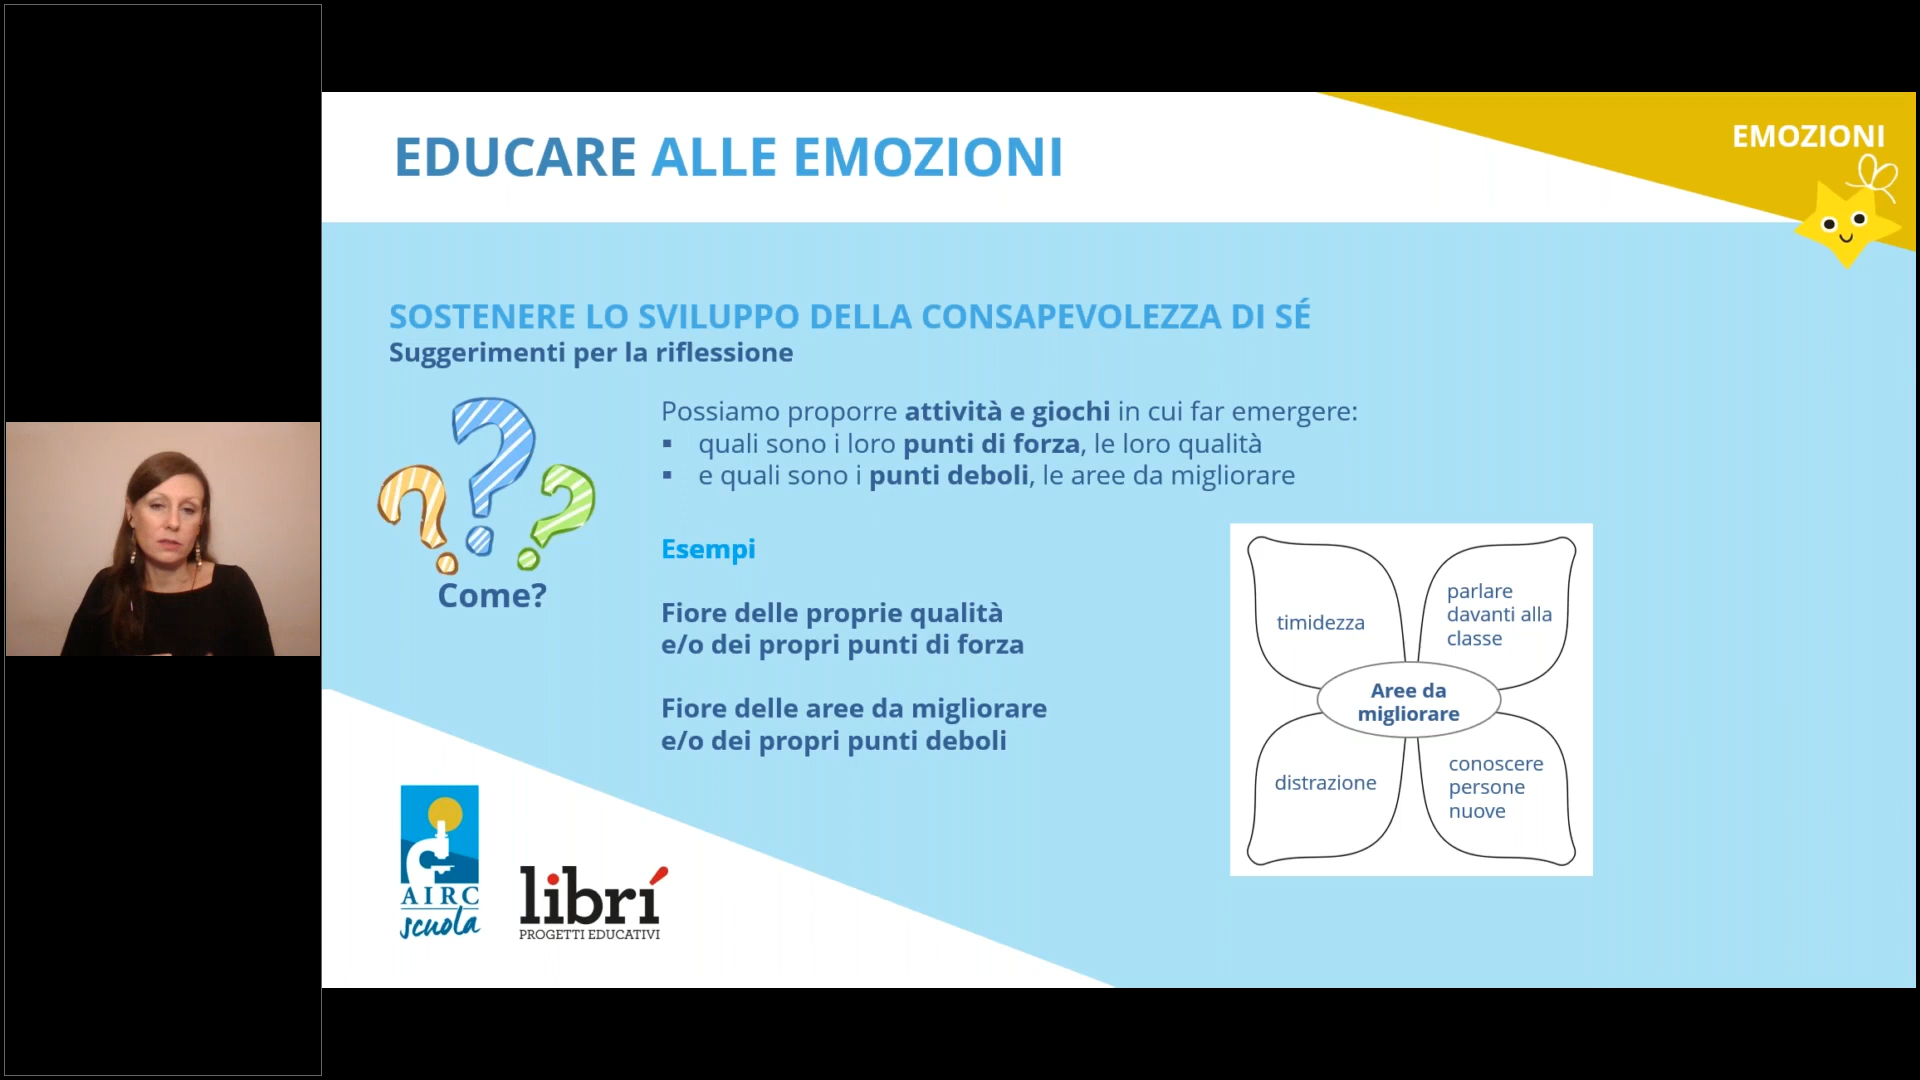 EDUCARE ALLE EMOZIONI
EMOZIONI
SOSTENERE LO SVILUPPO DELLA CONSAPEVOLEZZA DI SÉ
Suggerimenti per la riflessione
Possiamo proporre attività e giochi in cui far emergere:
▪ quali sono i loro punti di forza, le loro qualità
▪ e quali sono i punti deboli, le aree da migliorare
Come?
Esempi
Fiore delle proprie qualità
e/o dei propri punti di forza
Fiore delle aree da migliorare
e/o dei propri punti deboli
timidezza
parlare
davanti alla
classe
Aree da
migliorare
distrazione
conoscere
persone
nuove
AIRC
scuola
librí
PROGETTI EDUCATIVI